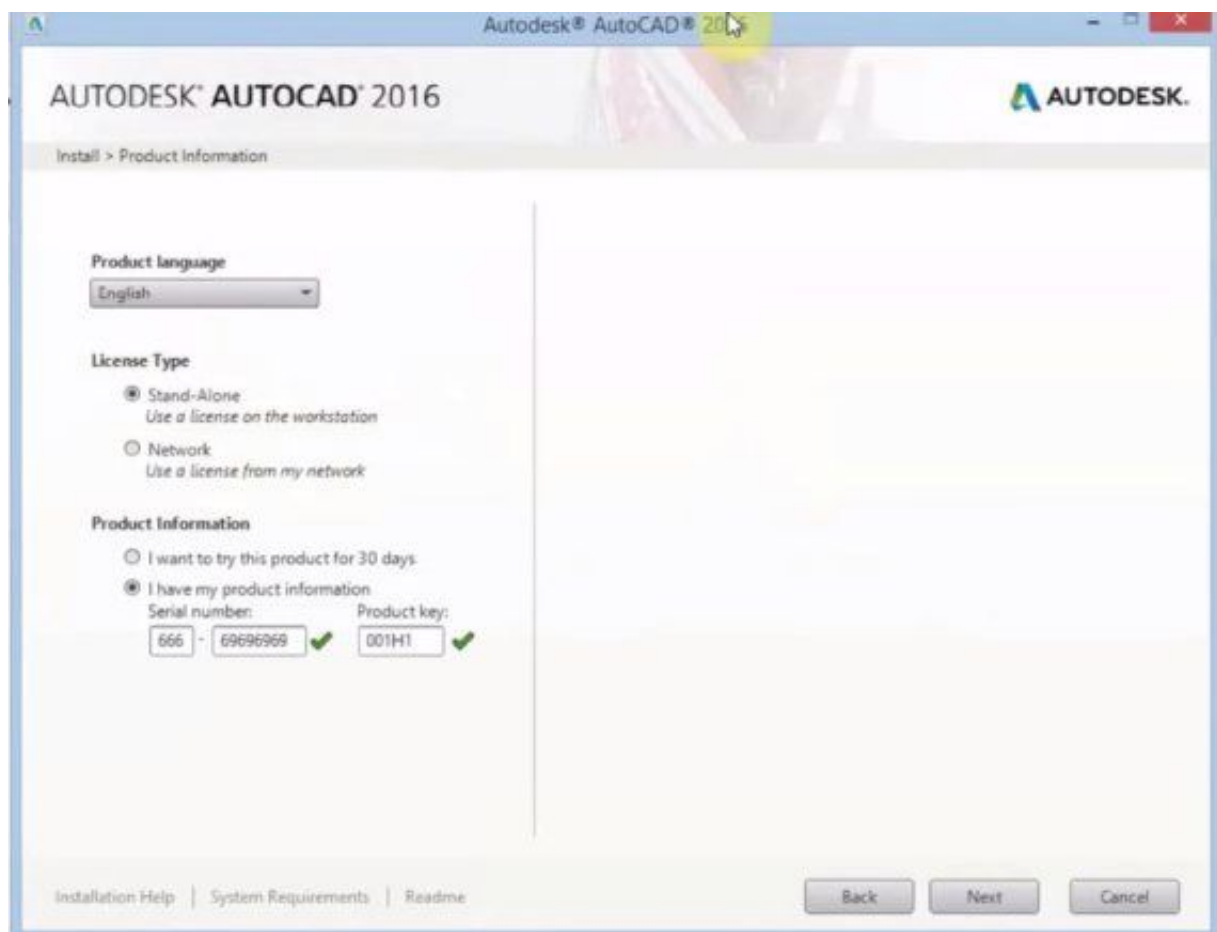 Autodesk® AutoCAD® 2016
AUTODESK® AUTOCAD® 2016
AUTODESK.
Install > Product Information
Product language
English
License Type
Stand-Alone
Use a license on the workstation
Network
Use a license from my network
Product Information
I want to try this product for 30 days
I have my product information
Serial number: Product key:
666 - 69696969 001H1
Installation Help | System Requirements | Readme
Back Next Cancel